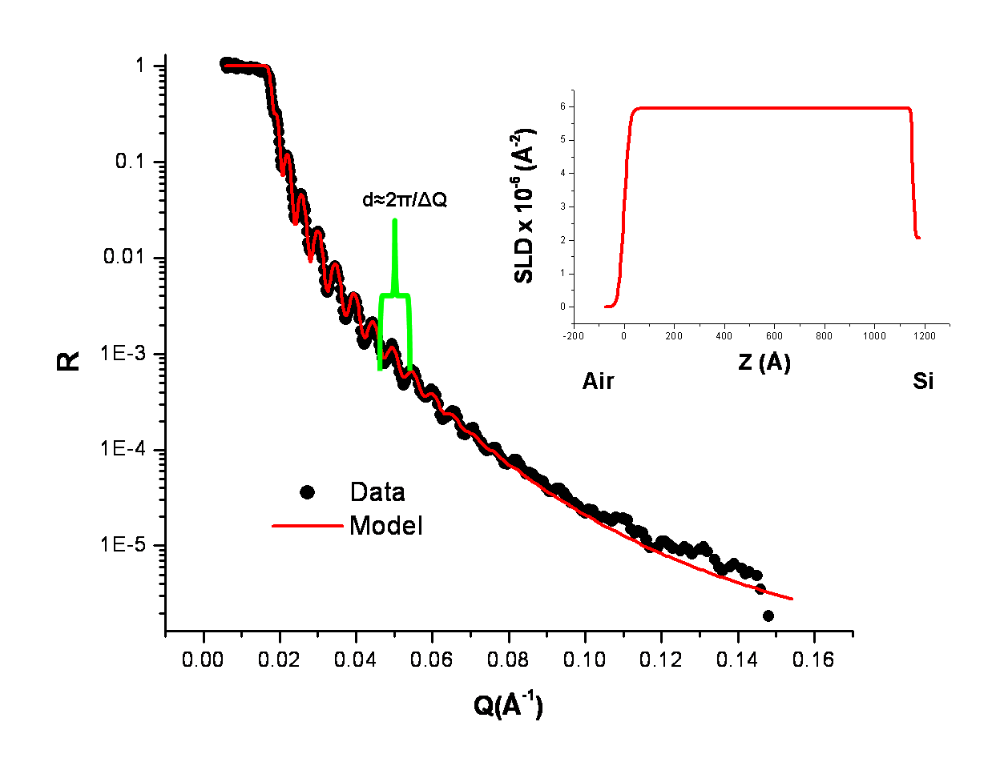 1
0.1
0.01
1E-3
1E-4
1E-5
R
0.00 0.02 0.04 0.06 0.08 0.10 0.12 0.14 0.16
Q(A⁻¹)
d≈2π/ΔQ
Data
Model
6
5
4
3
2
1
0
SLD x 10⁻⁶ (A⁻²)
-200 0 200 400 600 800 1000 1200
Z (Å)
Air
Si